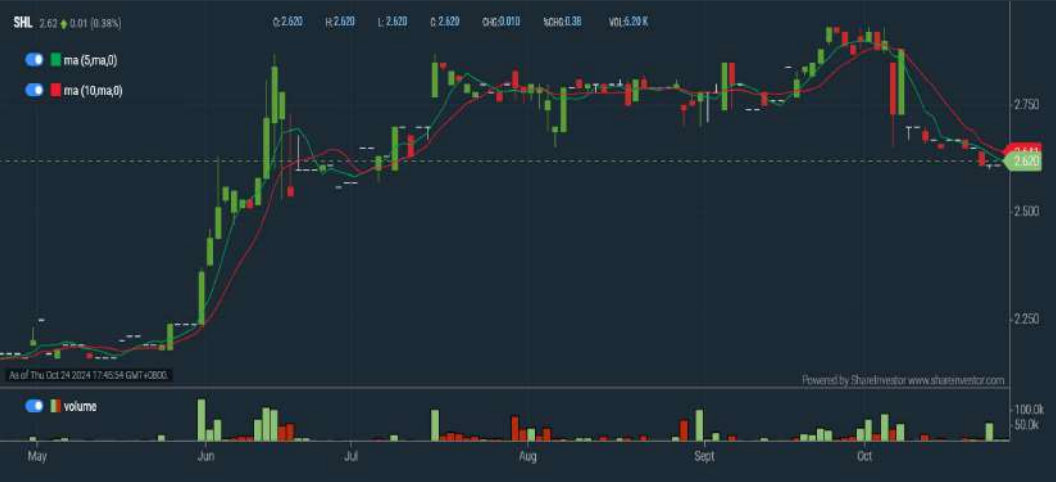 SHL 2.62 0.01 (0.38%) O: 2.620 H: 2.620 L: 2.620 C: 2.620 CHG:0.010 %CHG:0.38 VOL:6.20 K
ma (5,ma,0)
ma (10,ma,0)
2.750
2.620
2.500
2.250
As of Thu Oct 24 2024 17:45:54 GMT+0800.
Powered by ShareInvestor www.shareinvestor.com
volume
100.0k
50.0k
May Jun Jul Aug Sept Oct